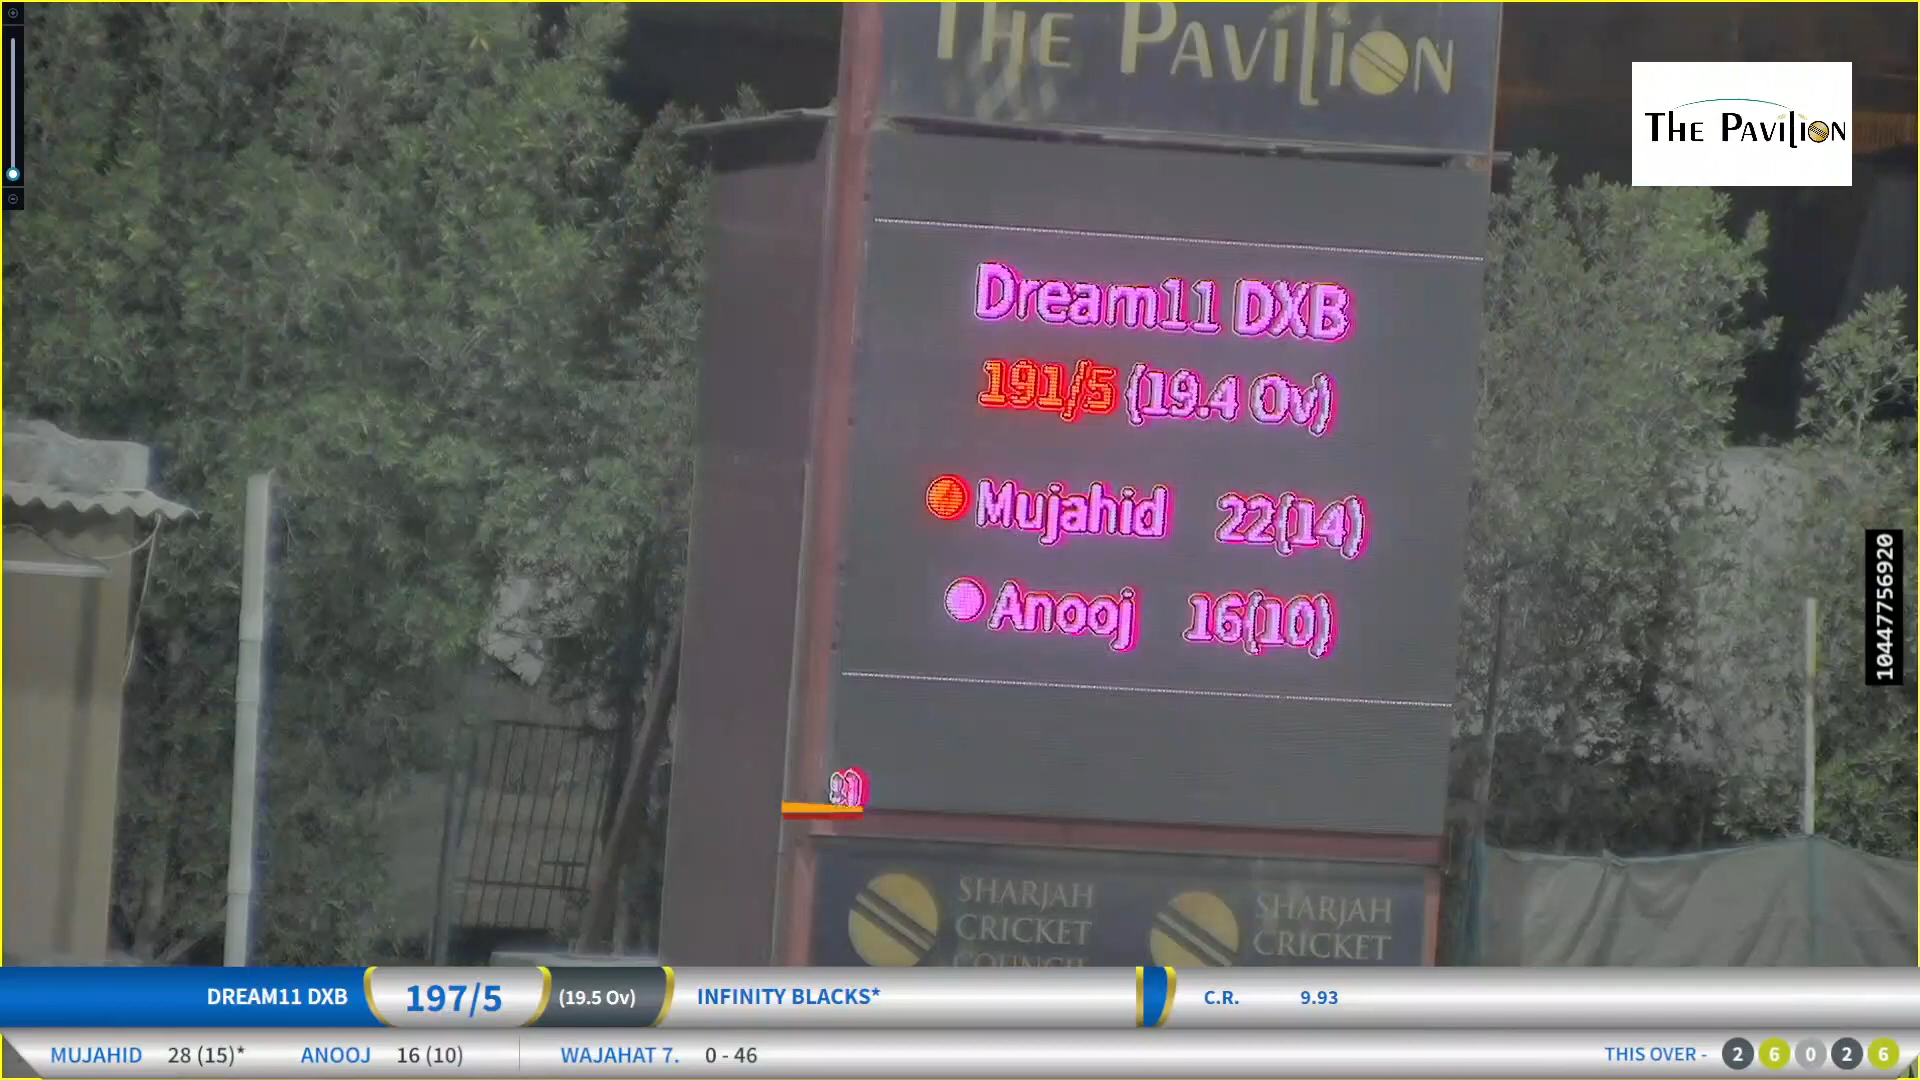 THE PAVILION
THE PAVILION
Dream11 DXB
191/5 (19.4 Ov)
Mujahid 22(14)
Anooj 16(10)
10447756920
SHARJAH CRICKET COUNCIL
SHARJAH CRICKET
DREAM11 DXB 197/5 (19.5 Ov) INFINITY BLACKS* C.R. 9.93
MUJAHID 28 (15)* ANOOJ 16 (10) WAJAHAT 7. 0 - 46 THIS OVER - 2 6 0 2 6